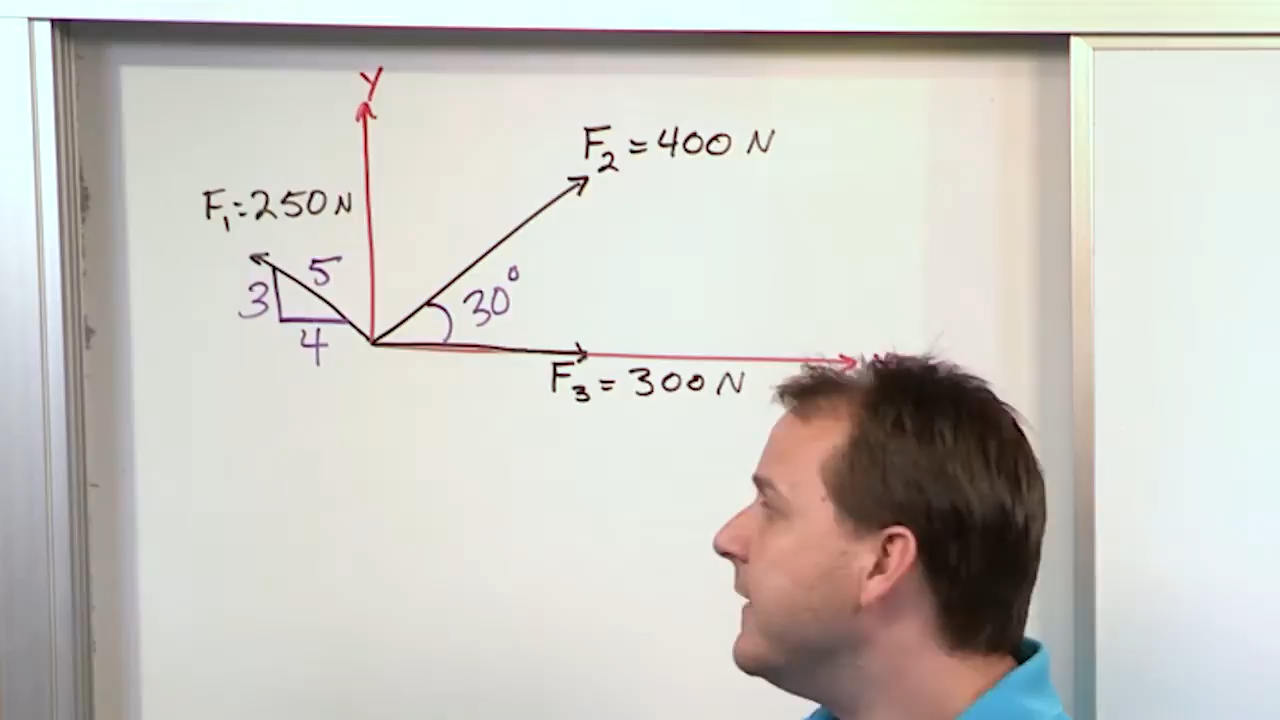 Y
F₂ = 400 N
F₁ = 250 N
5
3
30°
4
F₃ = 300 N